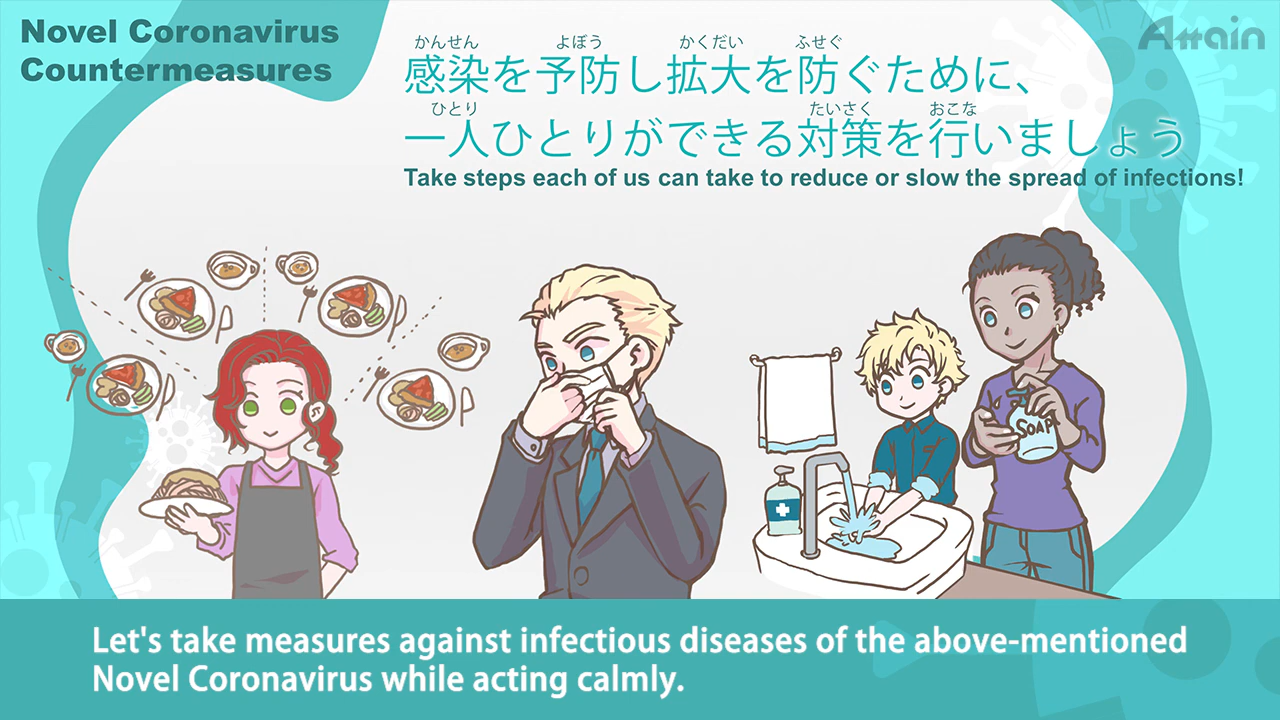 Novel Coronavirus
Countermeasures
Attain
かんせん よぼう かくだい ふせぐ
感染を予防し拡大を防ぐために、
ひとり たいさく おこな
一人ひとりができる対策を行いましょう
Take steps each of us can take to reduce or slow the spread of infections!
SOAP
Let's take measures against infectious diseases of the above-mentioned
Novel Coronavirus while acting calmly.